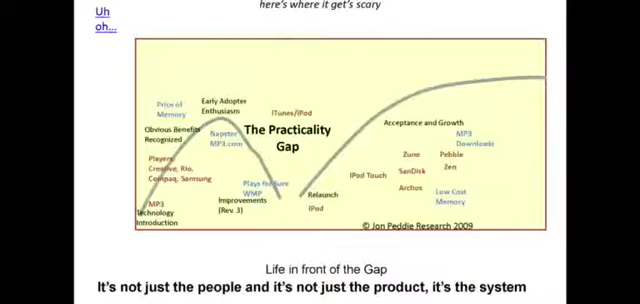 here's where it get's scary
Uh
oh...
Price of
Memory
Early Adopter
Enthusiasm
ITunes/iPod
Obvious Benefits
Recognized
Napster
MP3.com
The Practicality
Gap
Acceptance and Growth
MP3
Downloads
Players
Creative, Rio,
Compaq, Samsung
Zune
Pebble
IPod Touch
SanDisk
Zen
Plays for Sure
WMP
Archos
Low Cost
Memory
MP3
Technology
Introduction
Improvements
(Rev. 3)
Relaunch
IPod
© Jon Peddie Research 2009
Life in front of the Gap
It's not just the people and it's not just the product, it's the system